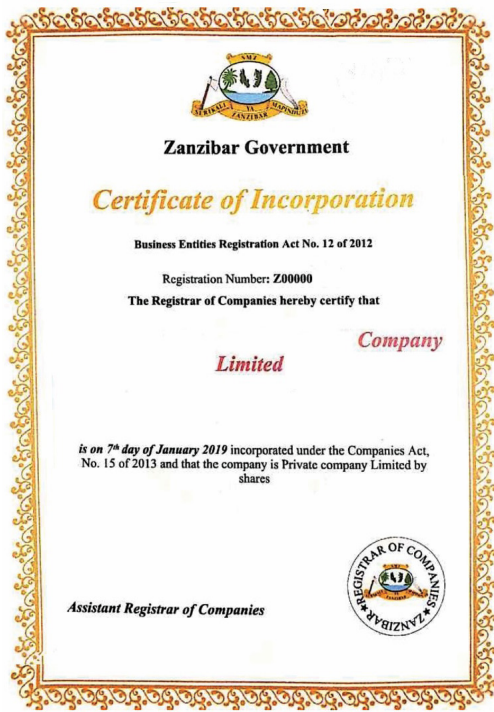 SMZ
SERIKALI YA MAPINDUZI
ZANZIBAR
Zanzibar Government
Certificate of Incorporation
Business Entities Registration Act No. 12 of 2012
Registration Number: Z00000
The Registrar of Companies hereby certify that
Company
Limited
is on 7th day of January 2019 incorporated under the Companies Act,
No. 15 of 2013 and that the company is Private company Limited by
shares
REGISTRAR OF COMPANIES
ZANZIBAR
Assistant Registrar of Companies